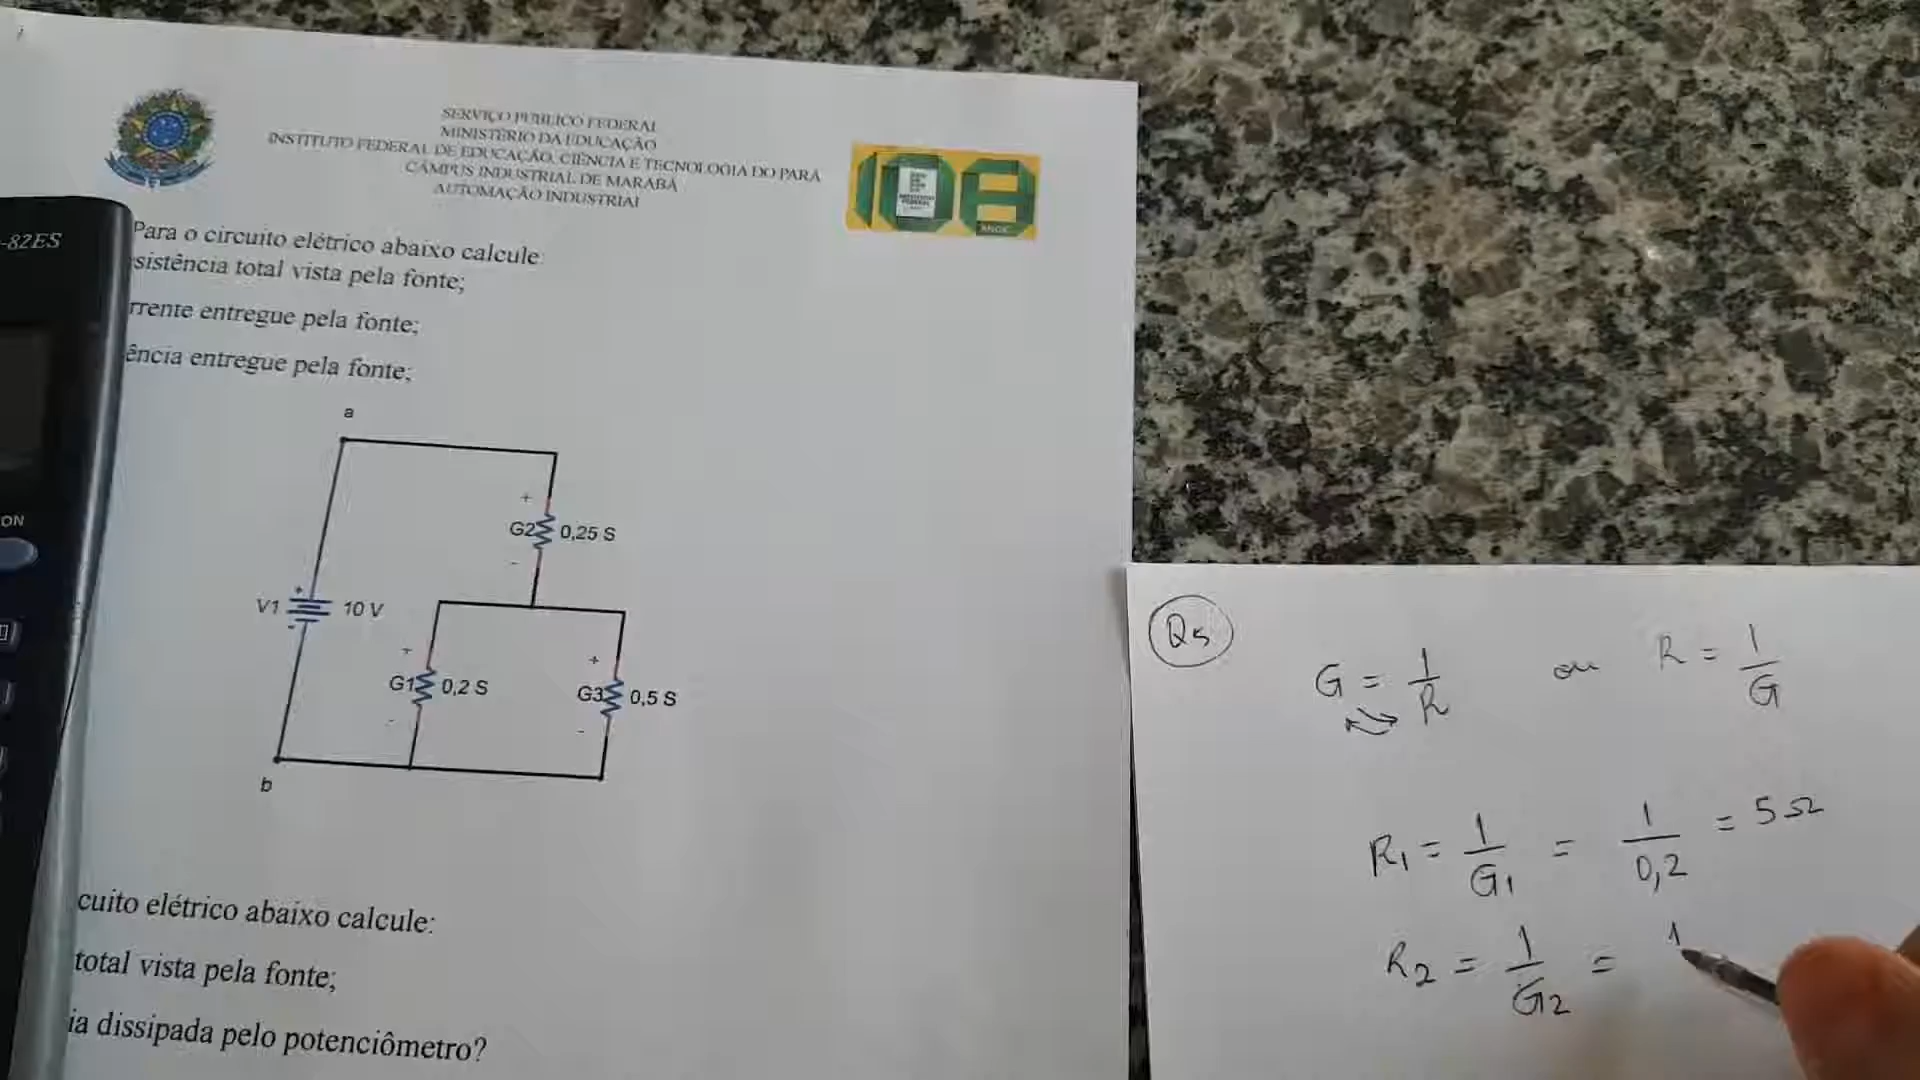 SERVIÇO PÚBLICO FEDERAL
MINISTÉRIO DA EDUCAÇÃO
INSTITUTO FEDERAL DE EDUCAÇÃO, CIÊNCIA E TECNOLOGIA DO PARÁ
CÂMPUS INDUSTRIAL DE MARABÁ
AUTOMAÇÃO INDUSTRIAL
108
ANOS
-82ES
Para o circuito elétrico abaixo calcule
sistência total vista pela fonte;
rrente entregue pela fonte;
ência entregue pela fonte;
ON
a
+
G2 0,25 S
-
V1 + 10 V
-
+
G1 0,2 S
-
+
G3 0,5 S
-
b
cuito elétrico abaixo calcule:
total vista pela fonte;
ia dissipada pelo potenciômetro?
Q5
G = 1/R ou R = 1/G
R1 = 1/G1 = 1/0,2 = 5Ω
R2 = 1/G2 = 1